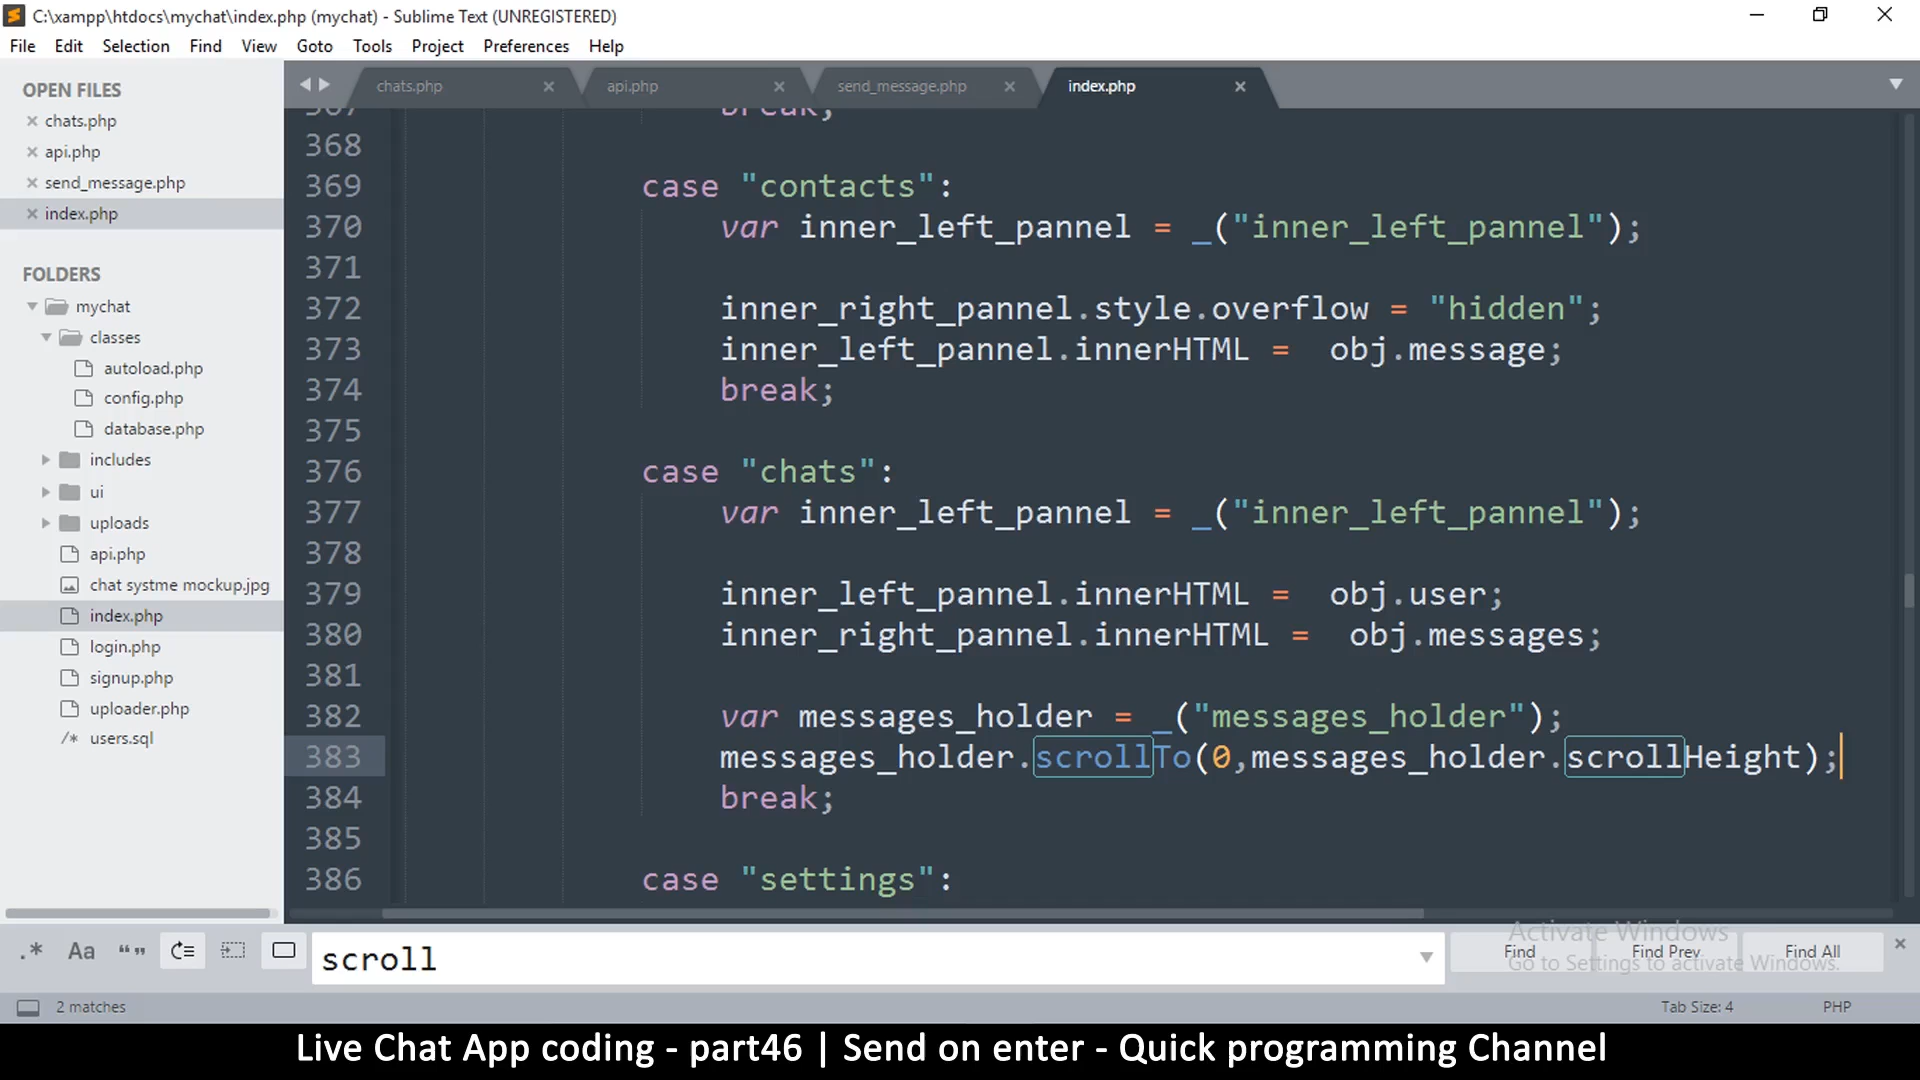 C:\xampp\htdocs\mychat\index.php (mychat) - Sublime Text (UNREGISTERED)
File Edit Selection Find View Goto Tools Project Preferences Help
OPEN FILES
chats.php
api.php
send_message.php
index.php
FOLDERS
mychat
classes
autoload.php
config.php
database.php
includes
ui
uploads
api.php
chat systme mockup.jpg
index.php
login.php
signup.php
uploader.php
/* users.sql
chats.php api.php send_message.php index.php
367 break;
368
369 case "contacts":
370 var inner_left_pannel = _("inner_left_pannel");
371
372 inner_right_pannel.style.overflow = "hidden";
373 inner_left_pannel.innerHTML =  obj.message;
374 break;
375
376 case "chats":
377 var inner_left_pannel = _("inner_left_pannel");
378
379 inner_left_pannel.innerHTML =  obj.user;
380 inner_right_pannel.innerHTML =  obj.messages;
381
382 var messages_holder = _("messages_holder");
383 messages_holder.scrollTo(0,messages_holder.scrollHeight);
384 break;
385
386 case "settings":
.* Aa “ ” scroll Find Find Prev Find All
Activate Windows
Go to Settings to activate Windows.
2 matches Tab Size: 4 PHP
Live Chat App coding - part46 | Send on enter - Quick programming Channel